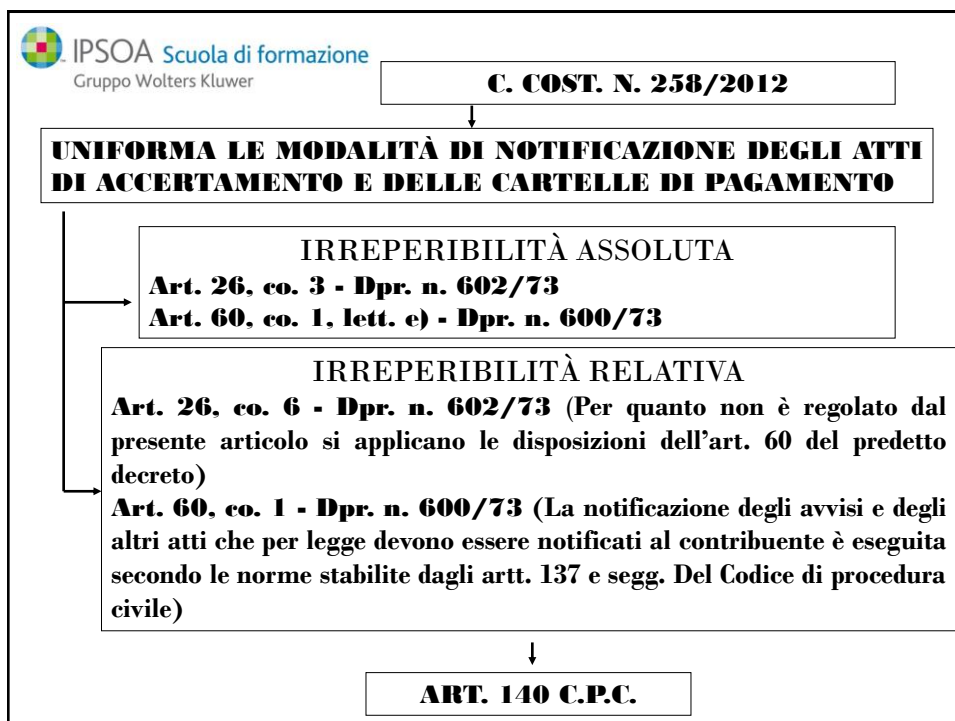 IPSOA Scuola di formazione
Gruppo Wolters Kluwer
C. COST. N. 258/2012
UNIFORMA LE MODALITÀ DI NOTIFICAZIONE DEGLI ATTI
DI ACCERTAMENTO E DELLE CARTELLE DI PAGAMENTO
IRREPERIBILITÀ ASSOLUTA
Art. 26, co. 3 - Dpr. n. 602/73
Art. 60, co. 1, lett. e) - Dpr. n. 600/73
IRREPERIBILITÀ RELATIVA
Art. 26, co. 6 - Dpr. n. 602/73 (Per quanto non è regolato dal
presente articolo si applicano le disposizioni dell'art. 60 del predetto
decreto)
Art. 60, co. 1 - Dpr. n. 600/73 (La notificazione degli avvisi e degli
altri atti che per legge devono essere notificati al contribuente è eseguita
secondo le norme stabilite dagli artt. 137 e segg. Del Codice di procedura
civile)
ART. 140 C.P.C.